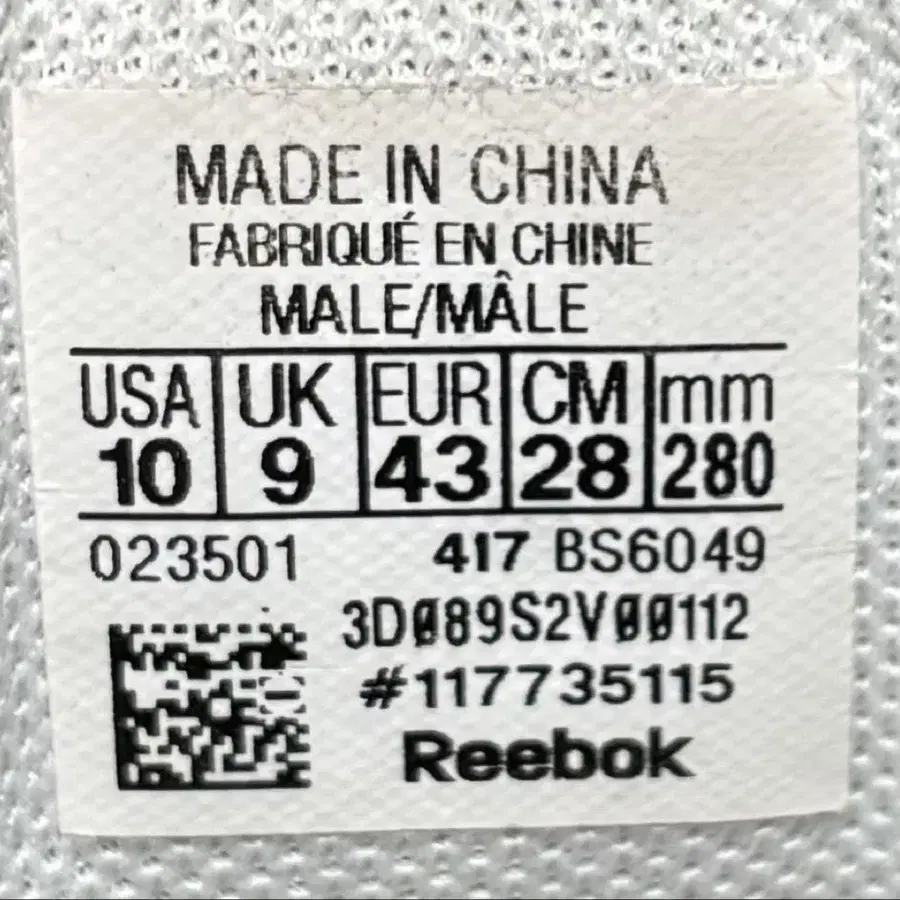 MADE IN CHINA
FABRIQUÉ EN CHINE
MALE/MÂLE
USA UK EUR CM mm
10 9 43 28 280
023501 417 BS6049
3D089S2V00112
#117735115
Reebok